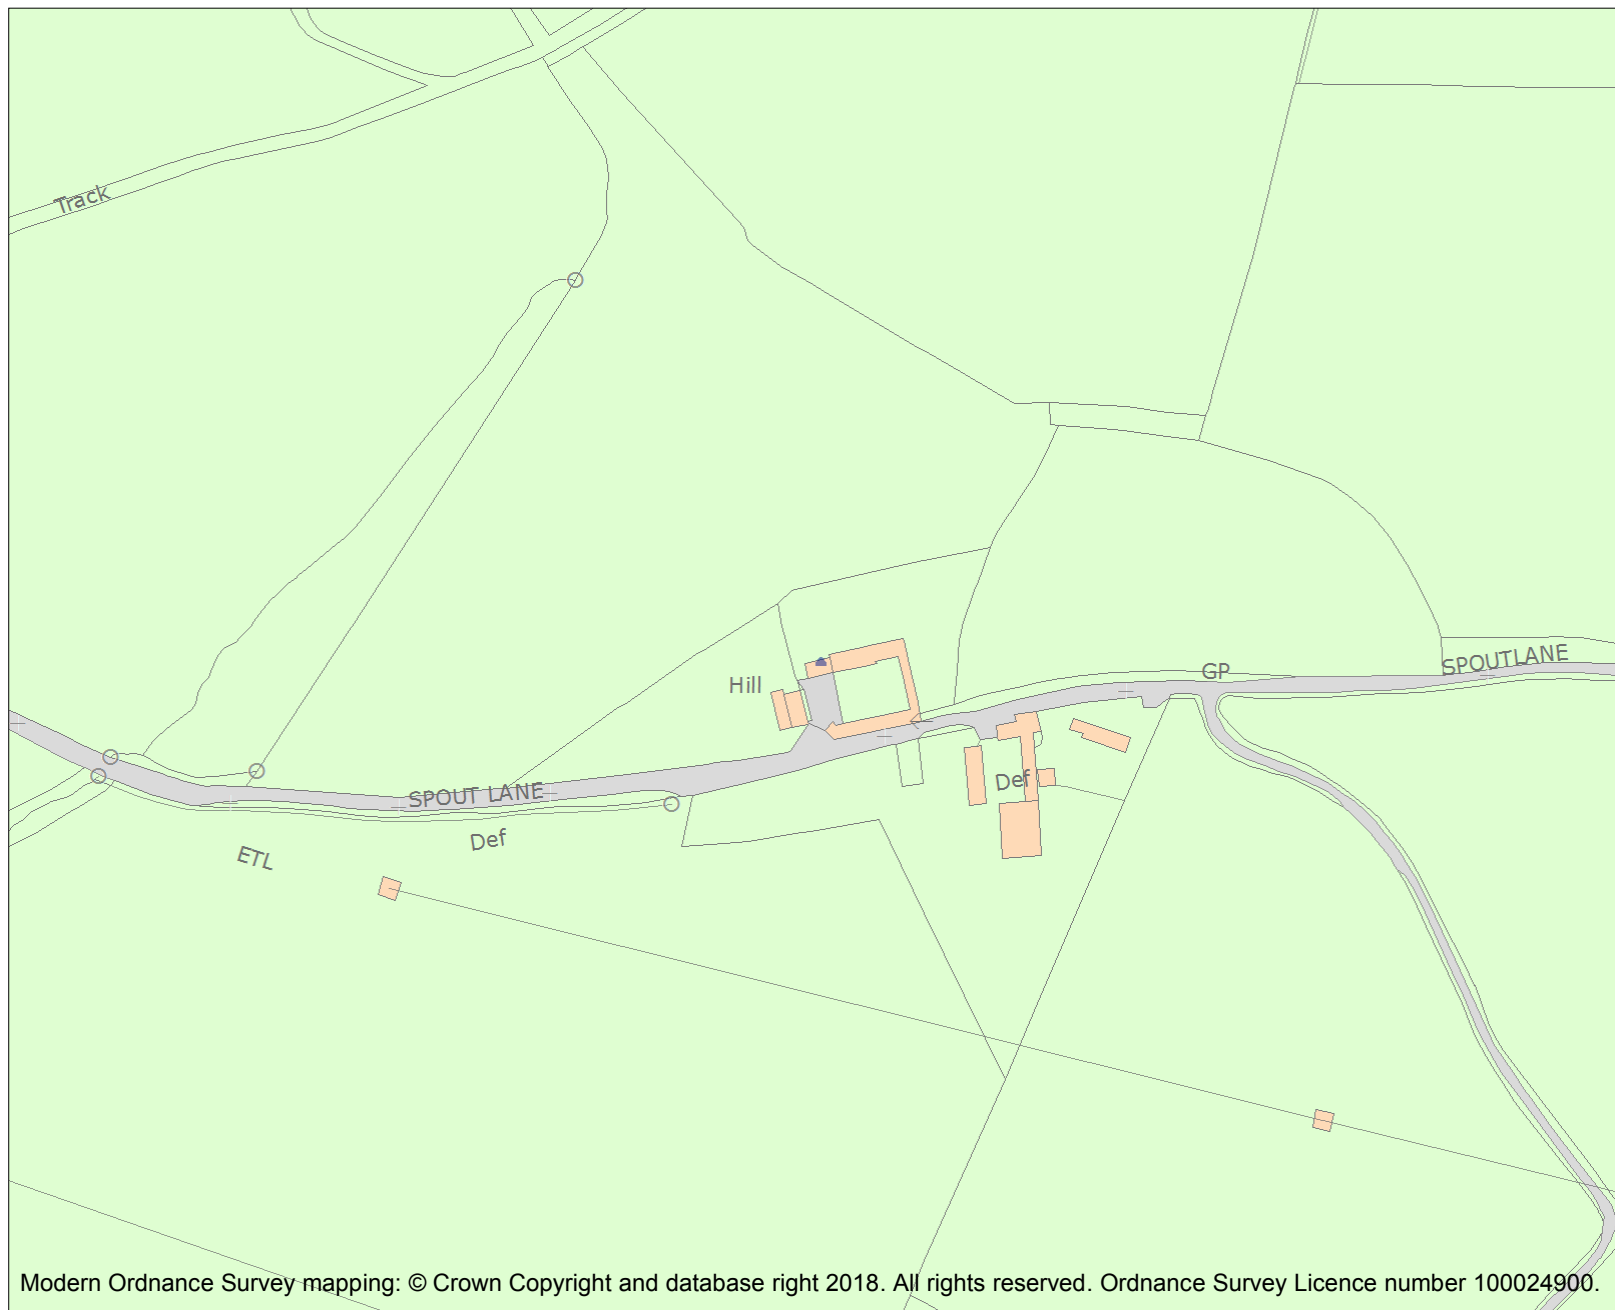 Track
SPOUTLANE
GP
Hill
Def
SPOUT LANE
Def
ETL
Modern Ordnance Survey mapping: © Crown Copyright and database right 2018. All rights reserved. Ordnance Survey Licence number 100024900.